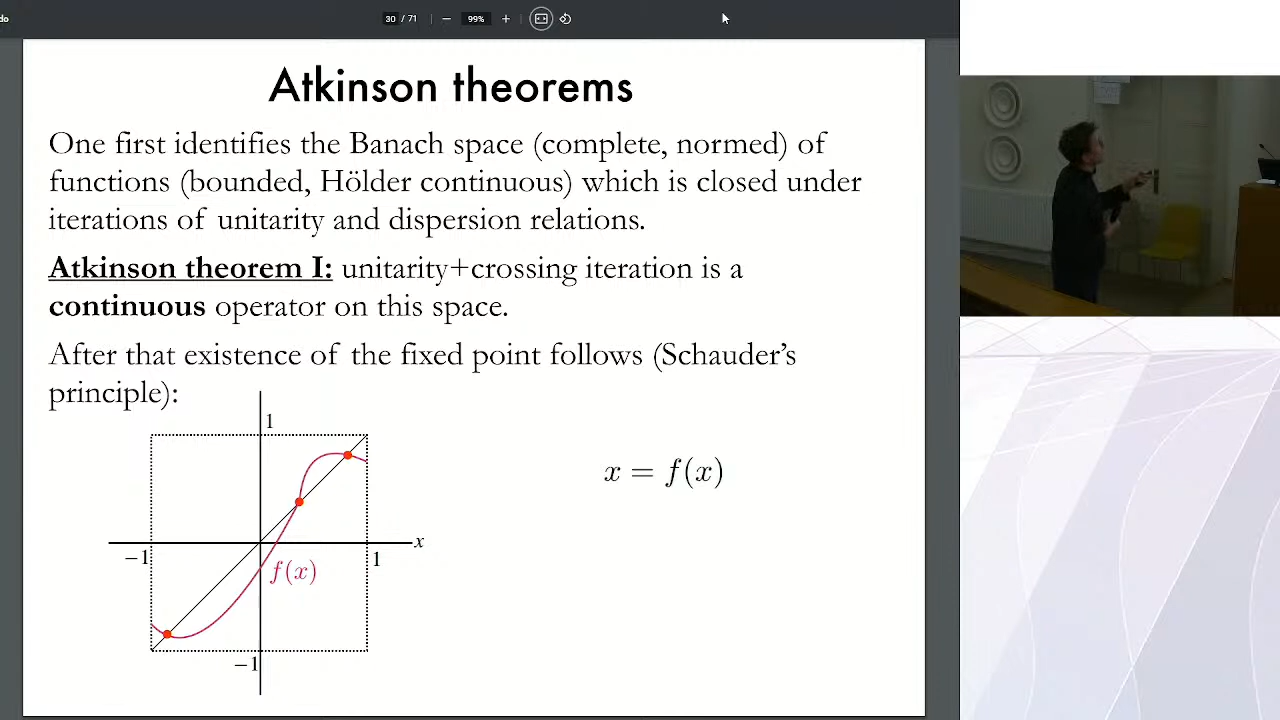 do
30 / 71
99%
Atkinson theorems
One first identifies the Banach space (complete, normed) of
functions (bounded, Hölder continuous) which is closed under
iterations of unitarity and dispersion relations.
Atkinson theorem I: unitarity+crossing iteration is a
continuous operator on this space.
After that existence of the fixed point follows (Schauder's
principle):
1
x = f(x)
x
−1
1
f(x)
−1